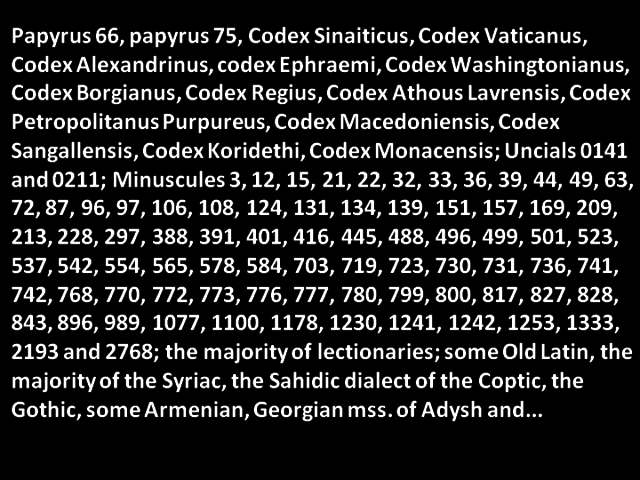 Papyrus 66, papyrus 75, Codex Sinaiticus, Codex Vaticanus,
Codex Alexandrinus, codex Ephraemi, Codex Washingtonianus,
Codex Borgianus, Codex Regius, Codex Athous Lavrensis, Codex
Petropolitanus Purpureus, Codex Macedoniensis, Codex
Sangallensis, Codex Koridethi, Codex Monacensis; Uncials 0141
and 0211; Minuscules 3, 12, 15, 21, 22, 32, 33, 36, 39, 44, 49, 63,
72, 87, 96, 97, 106, 108, 124, 131, 134, 139, 151, 157, 169, 209,
213, 228, 297, 388, 391, 401, 416, 445, 488, 496, 499, 501, 523,
537, 542, 554, 565, 578, 584, 703, 719, 723, 730, 731, 736, 741,
742, 768, 770, 772, 773, 776, 777, 780, 799, 800, 817, 827, 828,
843, 896, 989, 1077, 1100, 1178, 1230, 1241, 1242, 1253, 1333,
2193 and 2768; the majority of lectionaries; some Old Latin, the
majority of the Syriac, the Sahidic dialect of the Coptic, the
Gothic, some Armenian, Georgian mss. of Adysh and...